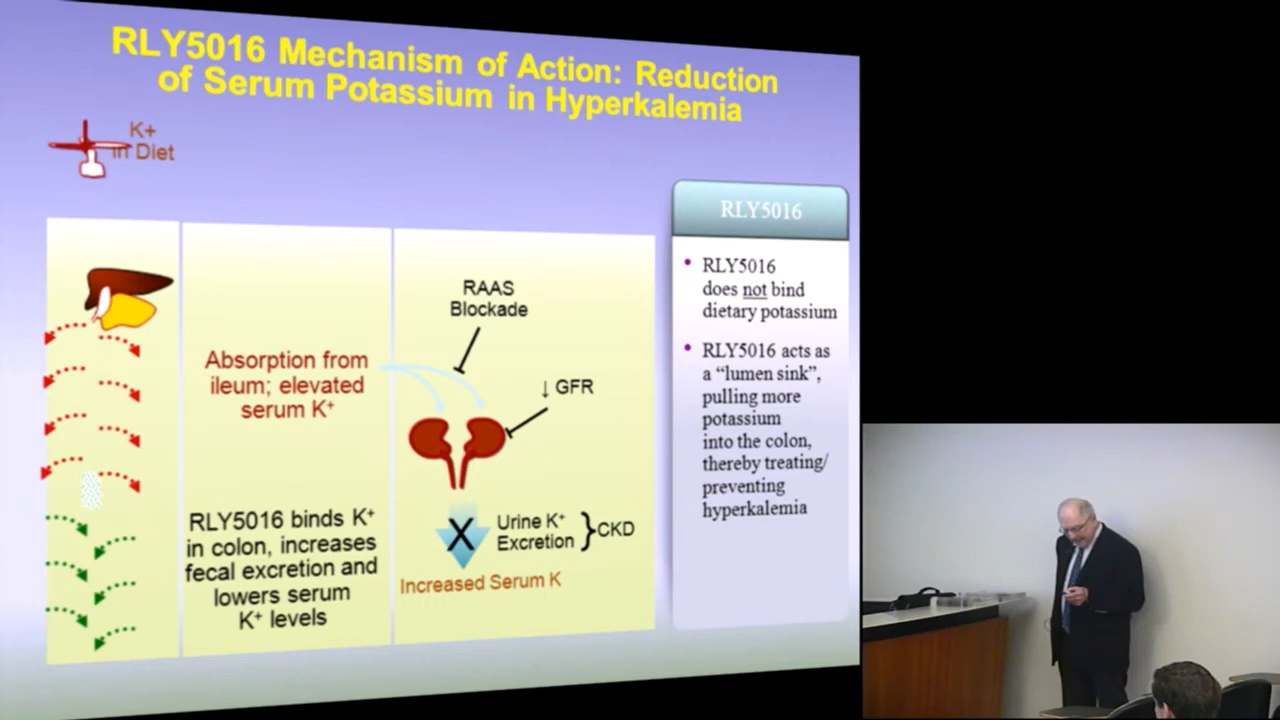 RLY5016 Mechanism of Action: Reduction
of Serum Potassium in Hyperkalemia
K+
in Diet
Absorption from
ileum; elevated
serum K⁺
RLY5016 binds K⁺
in colon, increases
fecal excretion and
lowers serum
K⁺ levels
RAAS
Blockade
↓ GFR
X
Urine K⁺
Excretion
}CKD
Increased Serum K
RLY5016
• RLY5016
does not bind
dietary potassium
• RLY5016 acts as
a “lumen sink”,
pulling more
potassium
into the colon,
thereby treating/
preventing
hyperkalemia